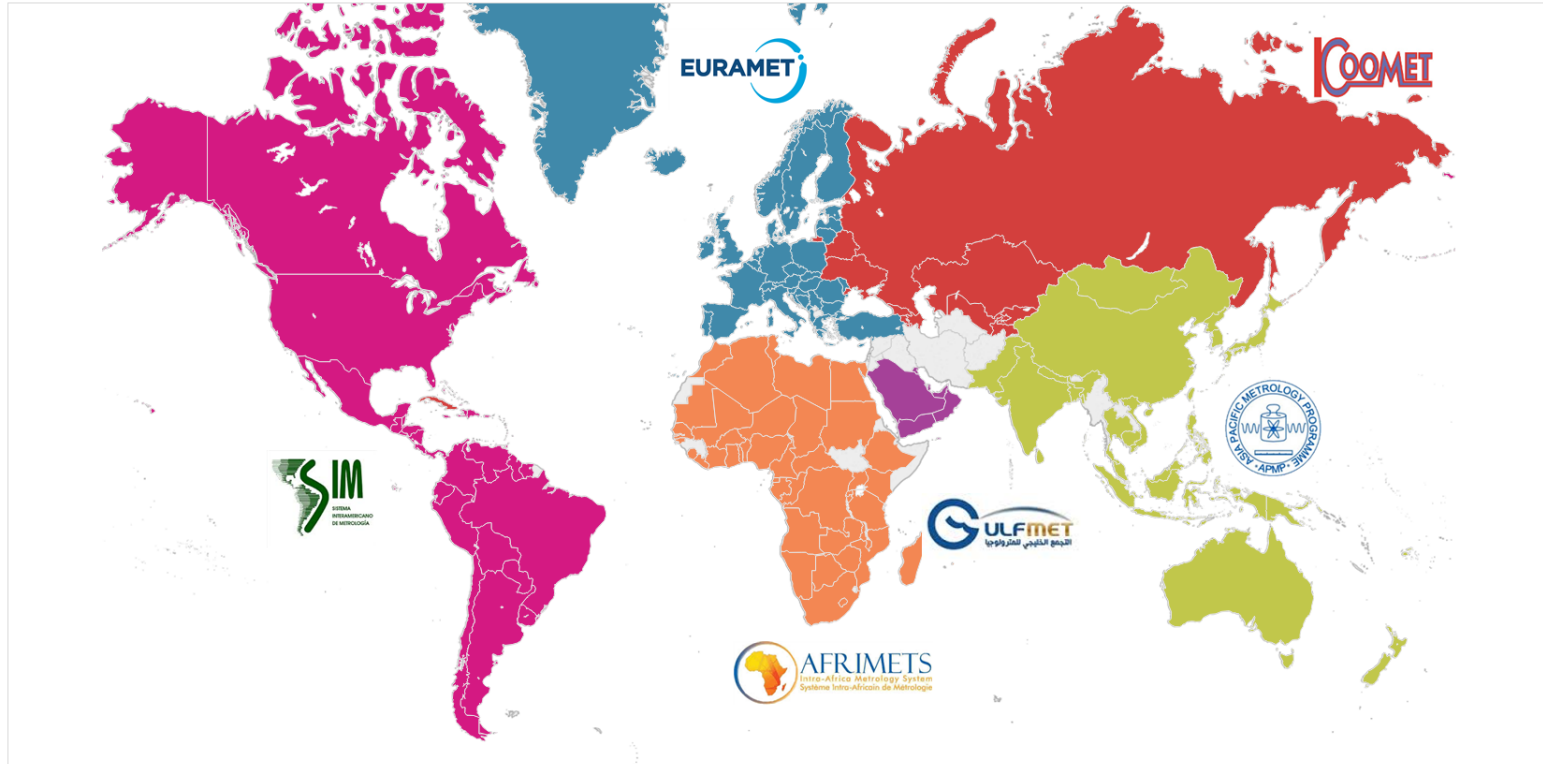 EURAMET
COOMET
ASIA PACIFIC METROLOGY PROGRAMME
• APMP •
SIM
SISTEMA
INTERAMERICANO
DE METROLOGÍA
GULFMET
التجمع الخليجي للمترولوجيا
AFRIMETS
Intra-Africa Metrology System
Système Intra-Africain de Métrologie